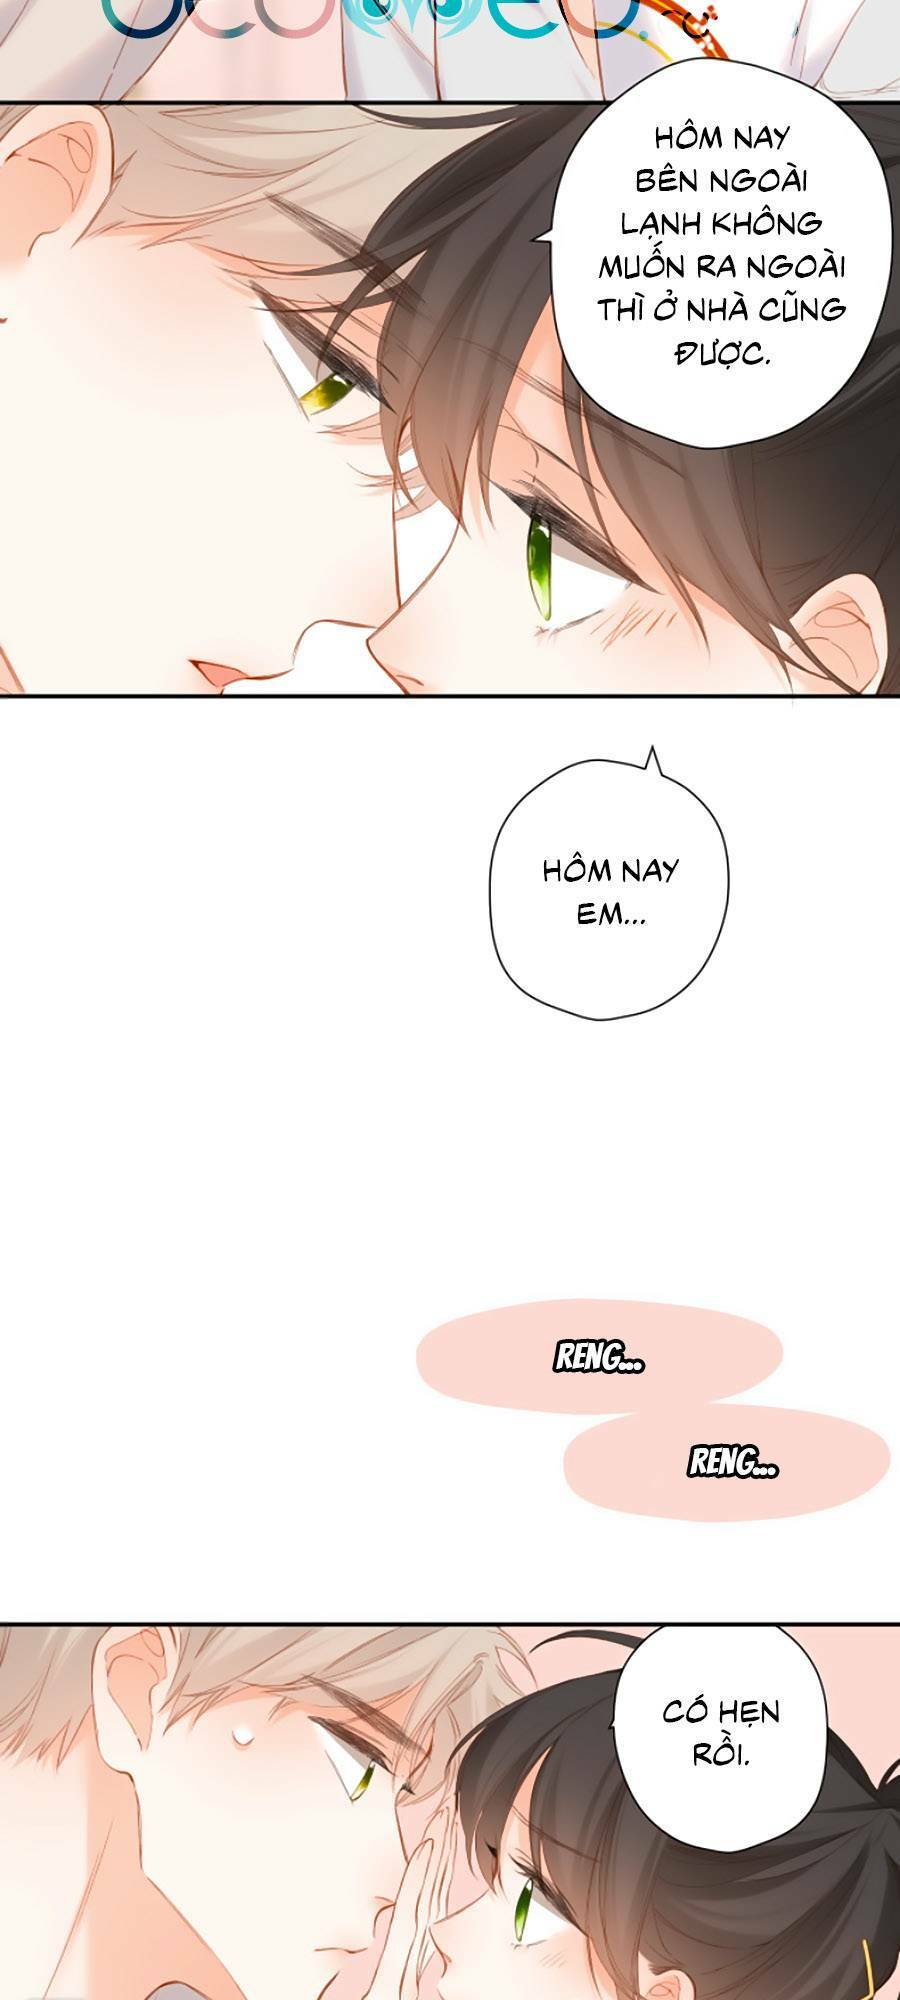 HÔM NAY
BÊN NGOÀI
LẠNH KHÔNG
MUỐN RA NGOÀI
THÌ Ở NHÀ CŨNG
ĐƯỢC.
HÔM NAY
EM...
RENG...
RENG...
CÓ HẸN
RỒI.